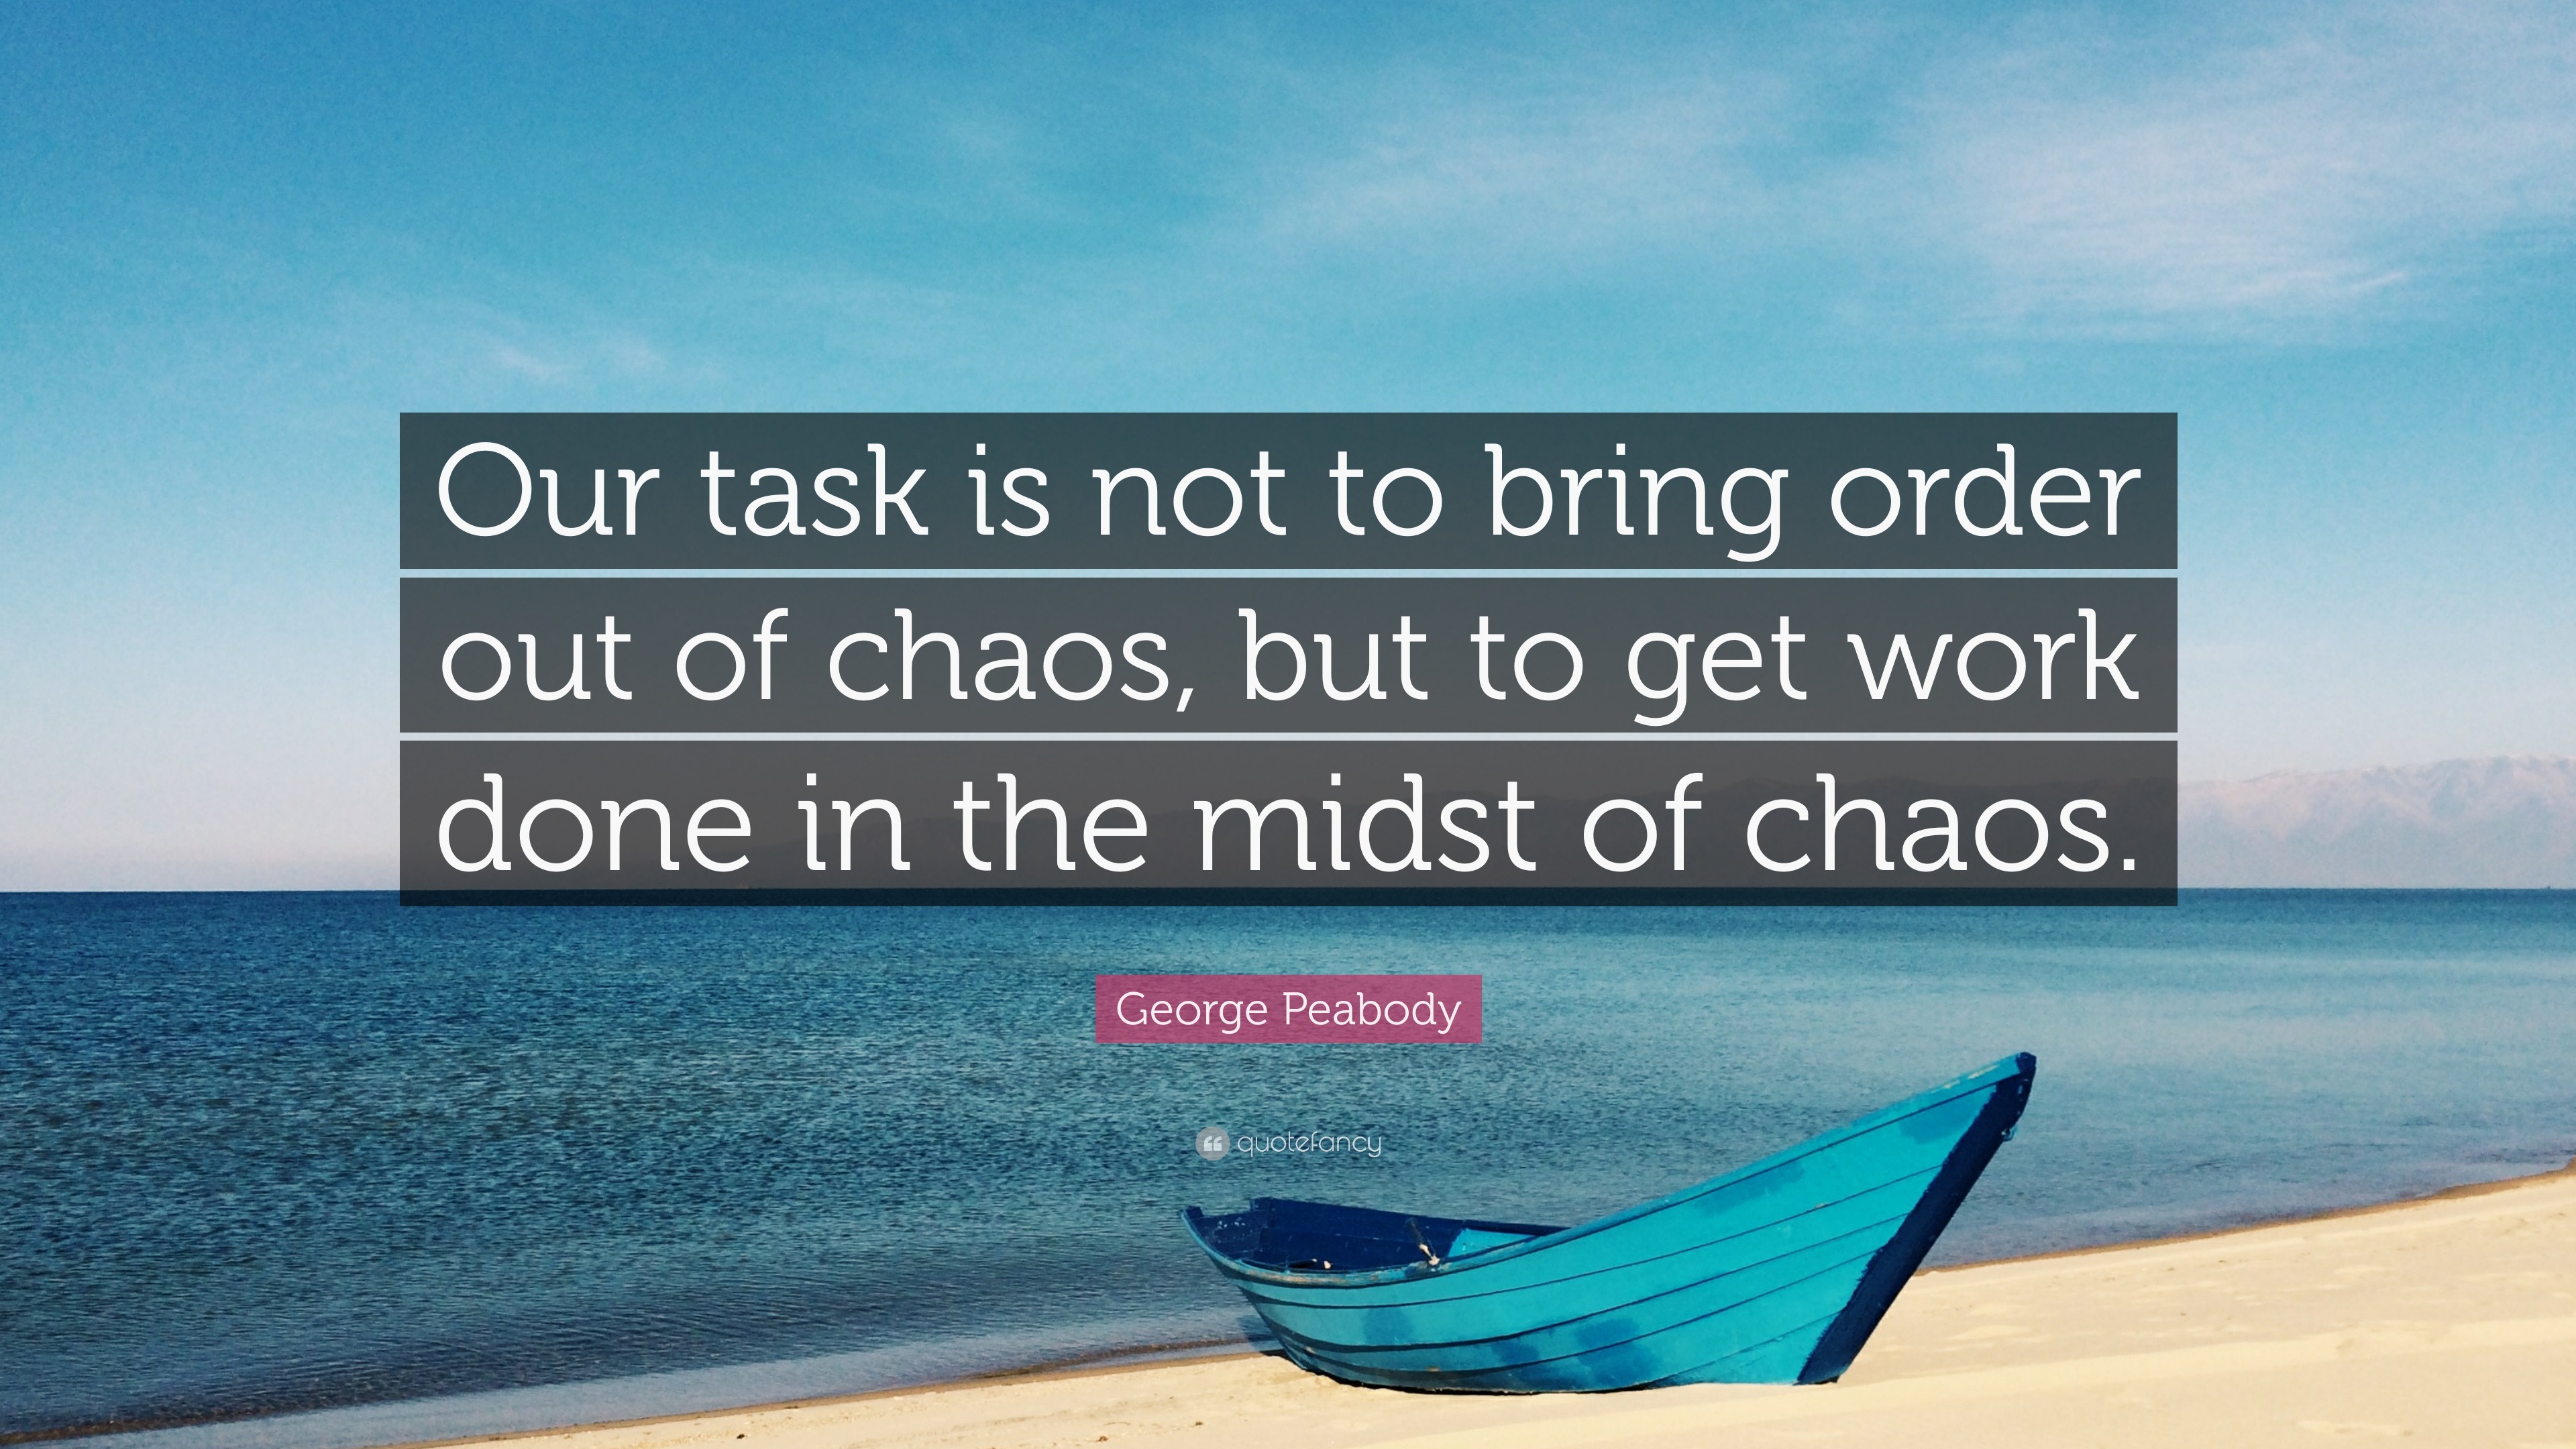 Our task is not to bring order
out of chaos, but to get work
done in the midst of chaos.
George Peabody
quotefancy